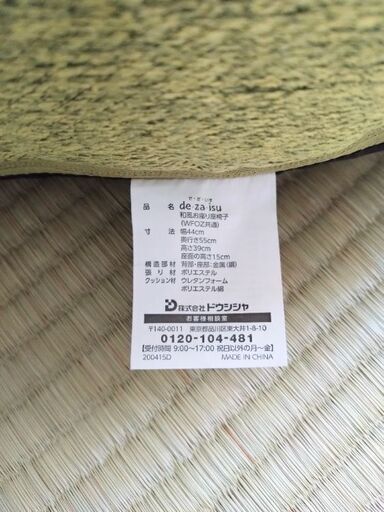 で・ざ・いす
品名 de・za・isu
和風お座り座椅子
(WFOZ共通)
寸法 幅44cm
奥行き55cm
高さ39cm
座面の高さ15cm
構造部材 背部・座部:金属(鋼)
張り材 ポリエステル
クッション材 ウレタンフォーム
ポリエステル綿
株式会社ドウシシャ
お客様相談室
〒140-0011 東京都品川区東大井1-8-10
0120-104-481
【受付時間 9:00〜17:00 祝日以外の月〜金】
200415D MADE IN CHINA